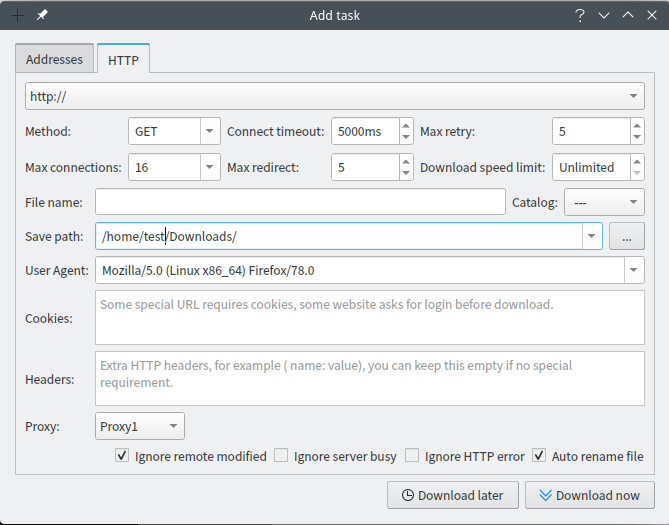 Add task
Addresses HTTP
http://
Method: GET Connect timeout: 5000ms Max retry: 5
Max connections: 16 Max redirect: 5 Download speed limit: Unlimited
File name: Catalog: ---
Save path: /home/test/Downloads/ ...
User Agent: Mozilla/5.0 (Linux x86_64) Firefox/78.0
Cookies: Some special URL requires cookies, some website asks for login before download.
Headers: Extra HTTP headers, for example ( name: value), you can keep this empty if no special
requirement.
Proxy: Proxy1
Ignore remote modified Ignore server busy Ignore HTTP error Auto rename file
Download later Download now